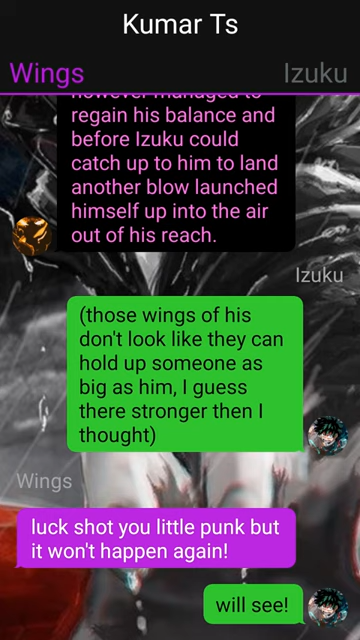 Kumar Ts
Wings
Izuku
however managed to
regain his balance and
before Izuku could
catch up to him to land
another blow launched
himself up into the air
out of his reach.
Izuku
(those wings of his
don't look like they can
hold up someone as
big as him, I guess
there stronger then I
thought)
Wings
luck shot you little punk but
it won't happen again!
will see!